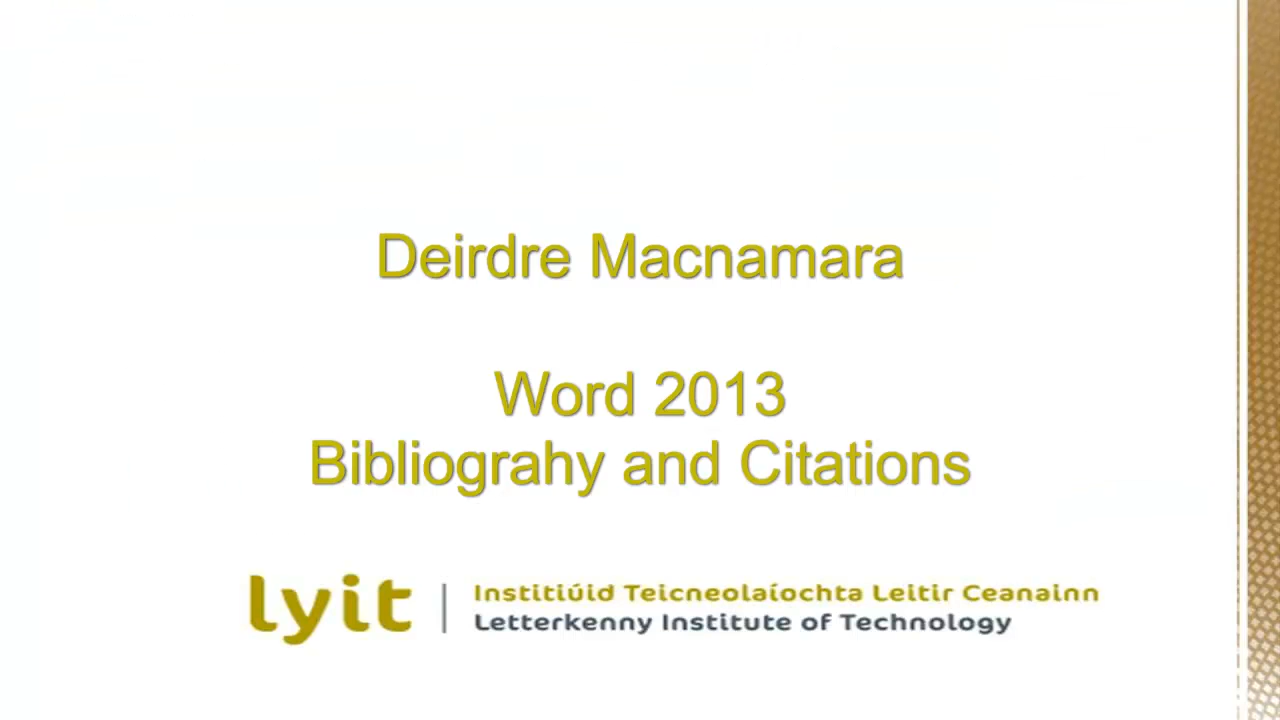 Deirdre Macnamara
Word 2013
Bibliograhy and Citations
lyit
Institiúid Teicneolaíochta Leitir Ceanainn
Letterkenny Institute of Technology